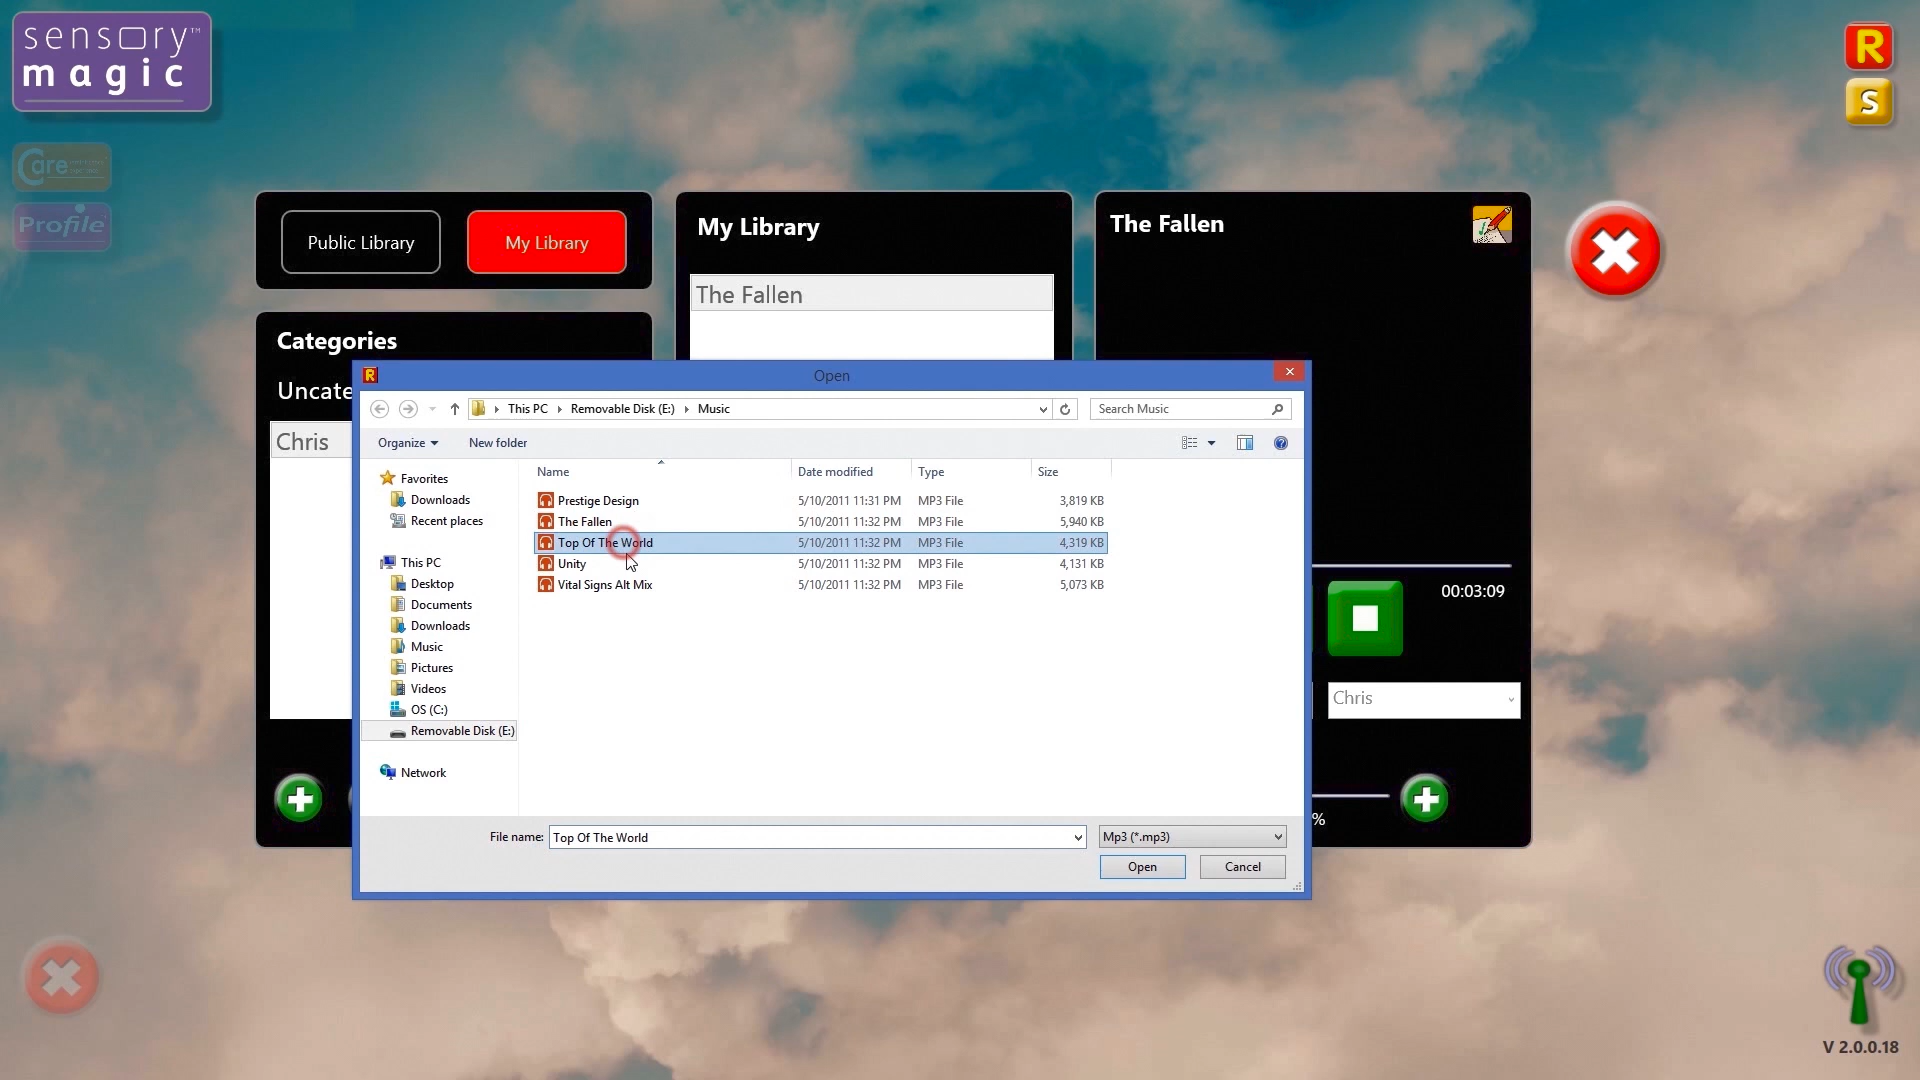 sensory™
magic
R
S
Care
Profile
Public Library
My Library
My Library
The Fallen
The Fallen
Categories
Uncate
Chris
R
Open
This PC
Removable Disk (E:)
Music
Search Music
Organize
New folder
Name
Date modified
Type
Size
Favorites
Downloads
Recent places
This PC
Desktop
Documents
Downloads
Music
Pictures
Videos
OS (C:)
Removable Disk (E:)
Network
Prestige Design 5/10/2011 11:31 PM MP3 File 3,819 KB
The Fallen 5/10/2011 11:32 PM MP3 File 5,940 KB
Top Of The World 5/10/2011 11:32 PM MP3 File 4,319 KB
Unity 5/10/2011 11:32 PM MP3 File 4,131 KB
Vital Signs Alt Mix 5/10/2011 11:32 PM MP3 File 5,073 KB
00:03:09
Chris
%
File name: Top Of The World
Mp3 (*.mp3)
Open
Cancel
V 2.0.0.18